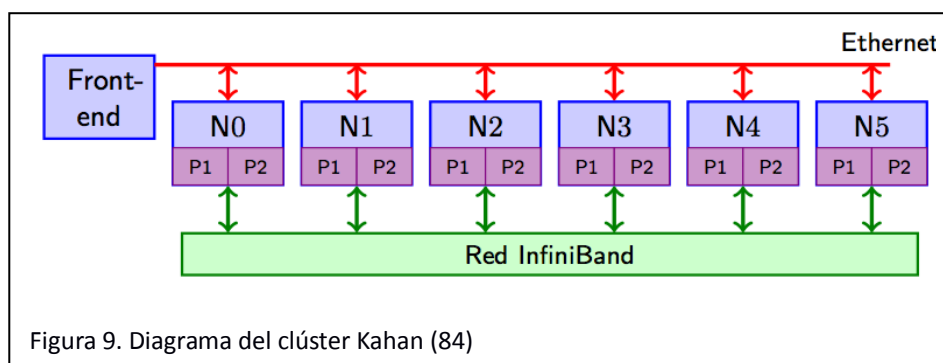 Ethernet
Front-
end
N0 N1 N2 N3 N4 N5
P1 P2 P1 P2 P1 P2 P1 P2 P1 P2 P1 P2
Red InfiniBand
Figura 9. Diagrama del clúster Kahan (84)